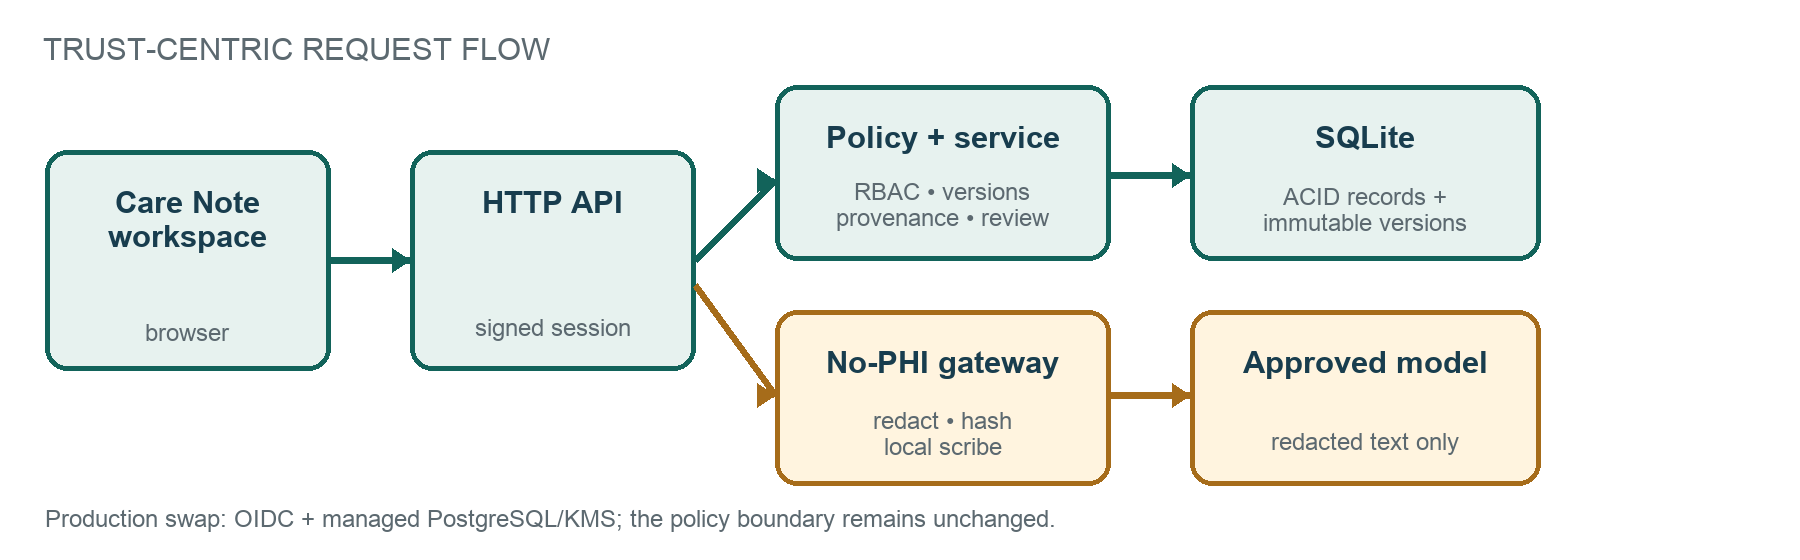 TRUST-CENTRIC REQUEST FLOW
Care Note
workspace
browser
HTTP API
signed session
Policy + service
RBAC • versions
provenance • review
SQLite
ACID records +
immutable versions
No-PHI gateway
redact • hash
local scribe
Approved model
redacted text only
Production swap: OIDC + managed PostgreSQL/KMS; the policy boundary remains unchanged.